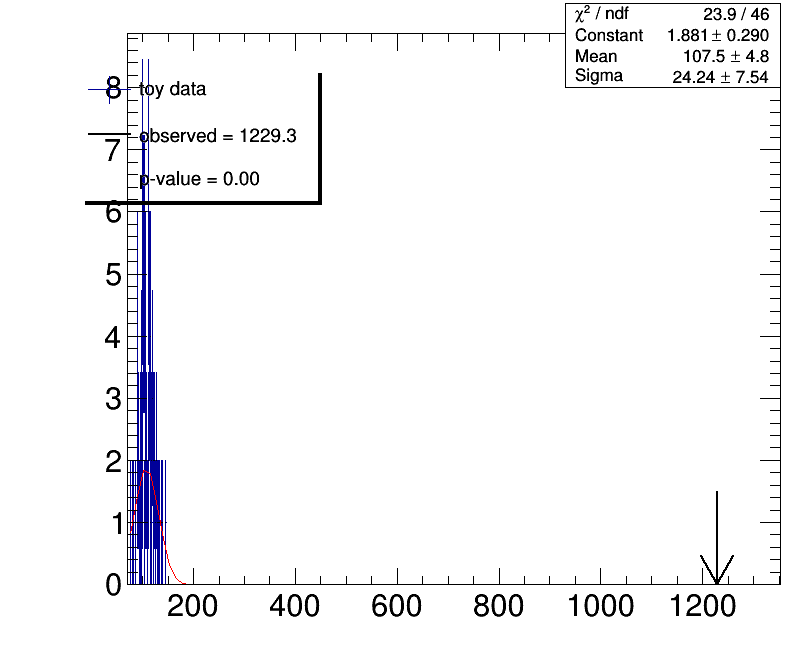 χ² / ndf 23.9 / 46
Constant 1.881 ± 0.290
Mean 107.5 ± 4.8
Sigma 24.24 ± 7.54
toy data
observed = 1229.3
p-value = 0.00
8
7
6
5
4
3
2
1
0
200 400 600 800 1000 1200